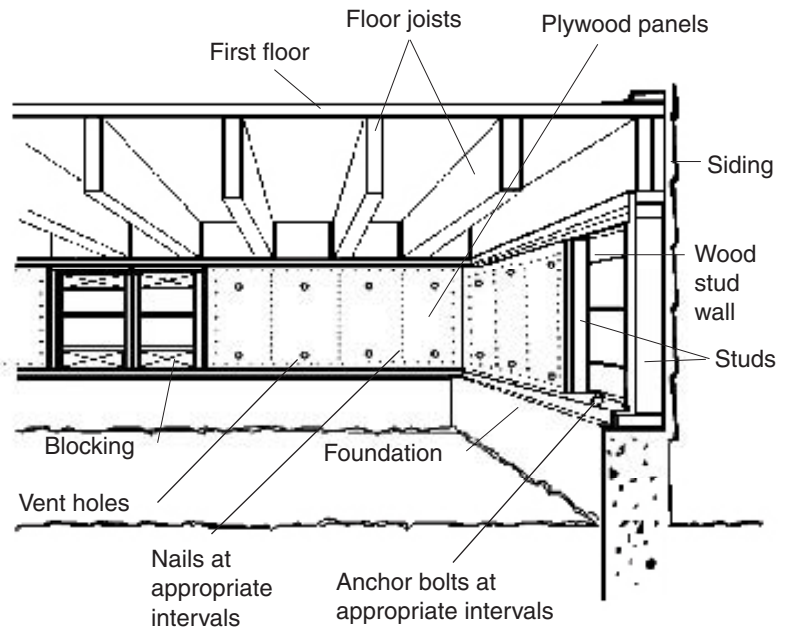 Floor joists
Plywood panels
First floor
Siding
Wood
stud
wall
Studs
Blocking
Foundation
Vent holes
Nails at
appropriate
intervals
Anchor bolts at
appropriate intervals